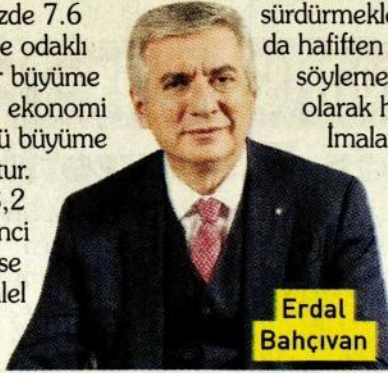 zde 7.6
e odaklı
r büyüme
ekonomi
ü büyüme
tur.
,2
nci
se
lel
sürdürmekle
da hafiften
söyleme
olarak h
İmala
Erdal
Bahçıvan